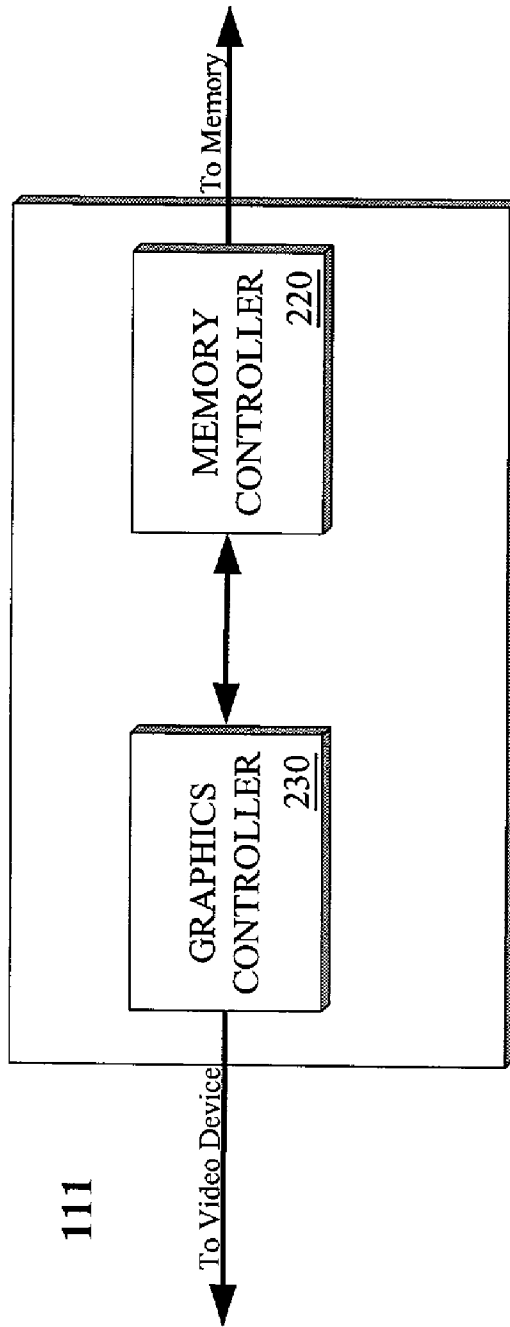 111
To Video Device
GRAPHICS
CONTROLLER
230
MEMORY
CONTROLLER
220
To Memory